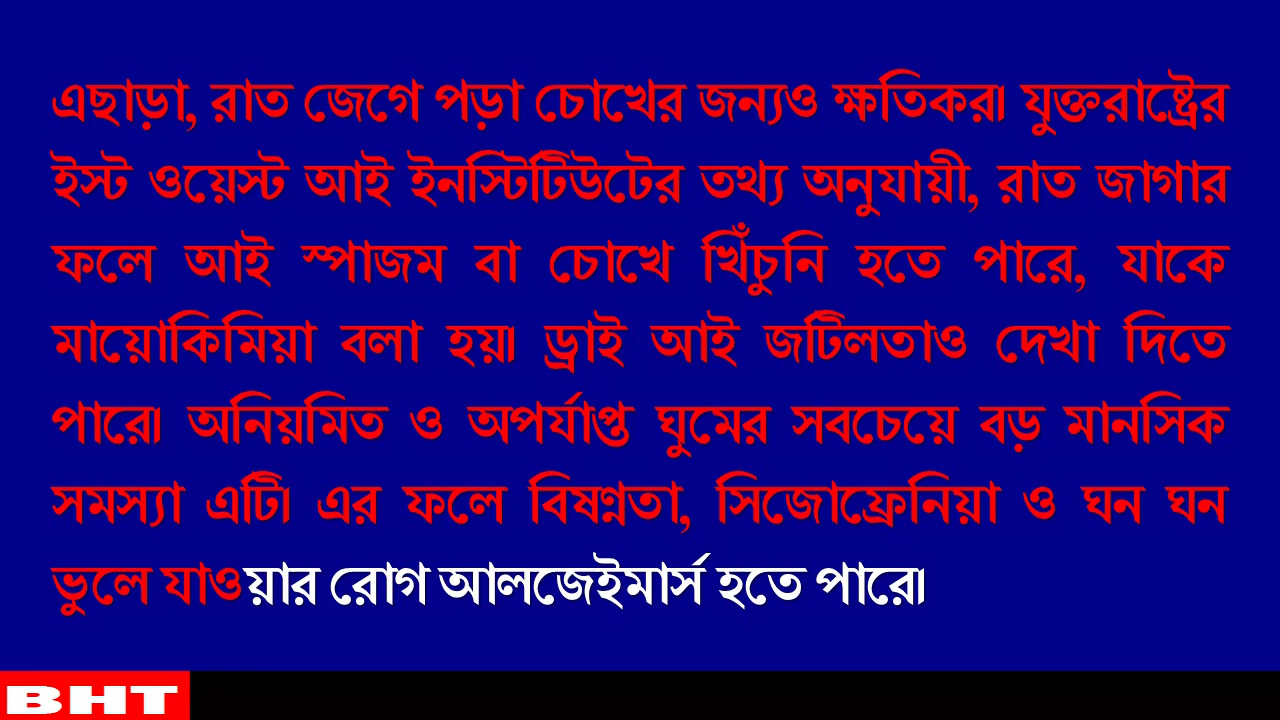 এছাড়া, রাত জেগে পড়া চোখের জন্যও ক্ষতিকর। যুক্তরাষ্ট্রের
ইস্ট ওয়েস্ট আই ইনস্টিটিউটের তথ্য অনুযায়ী, রাত জাগার
ফলে আই স্পাজম বা চোখে খিঁচুনি হতে পারে, যাকে
মায়োকিমিয়া বলা হয়। ড্রাই আই জটিলতাও দেখা দিতে
পারে। অনিয়মিত ও অপর্যাপ্ত ঘুমের সবচেয়ে বড় মানসিক
সমস্যা এটি। এর ফলে বিষণ্নতা, সিজোফ্রেনিয়া ও ঘন ঘন
ভুলে যাওয়ার রোগ আলজেইমার্স হতে পারে।
BHT